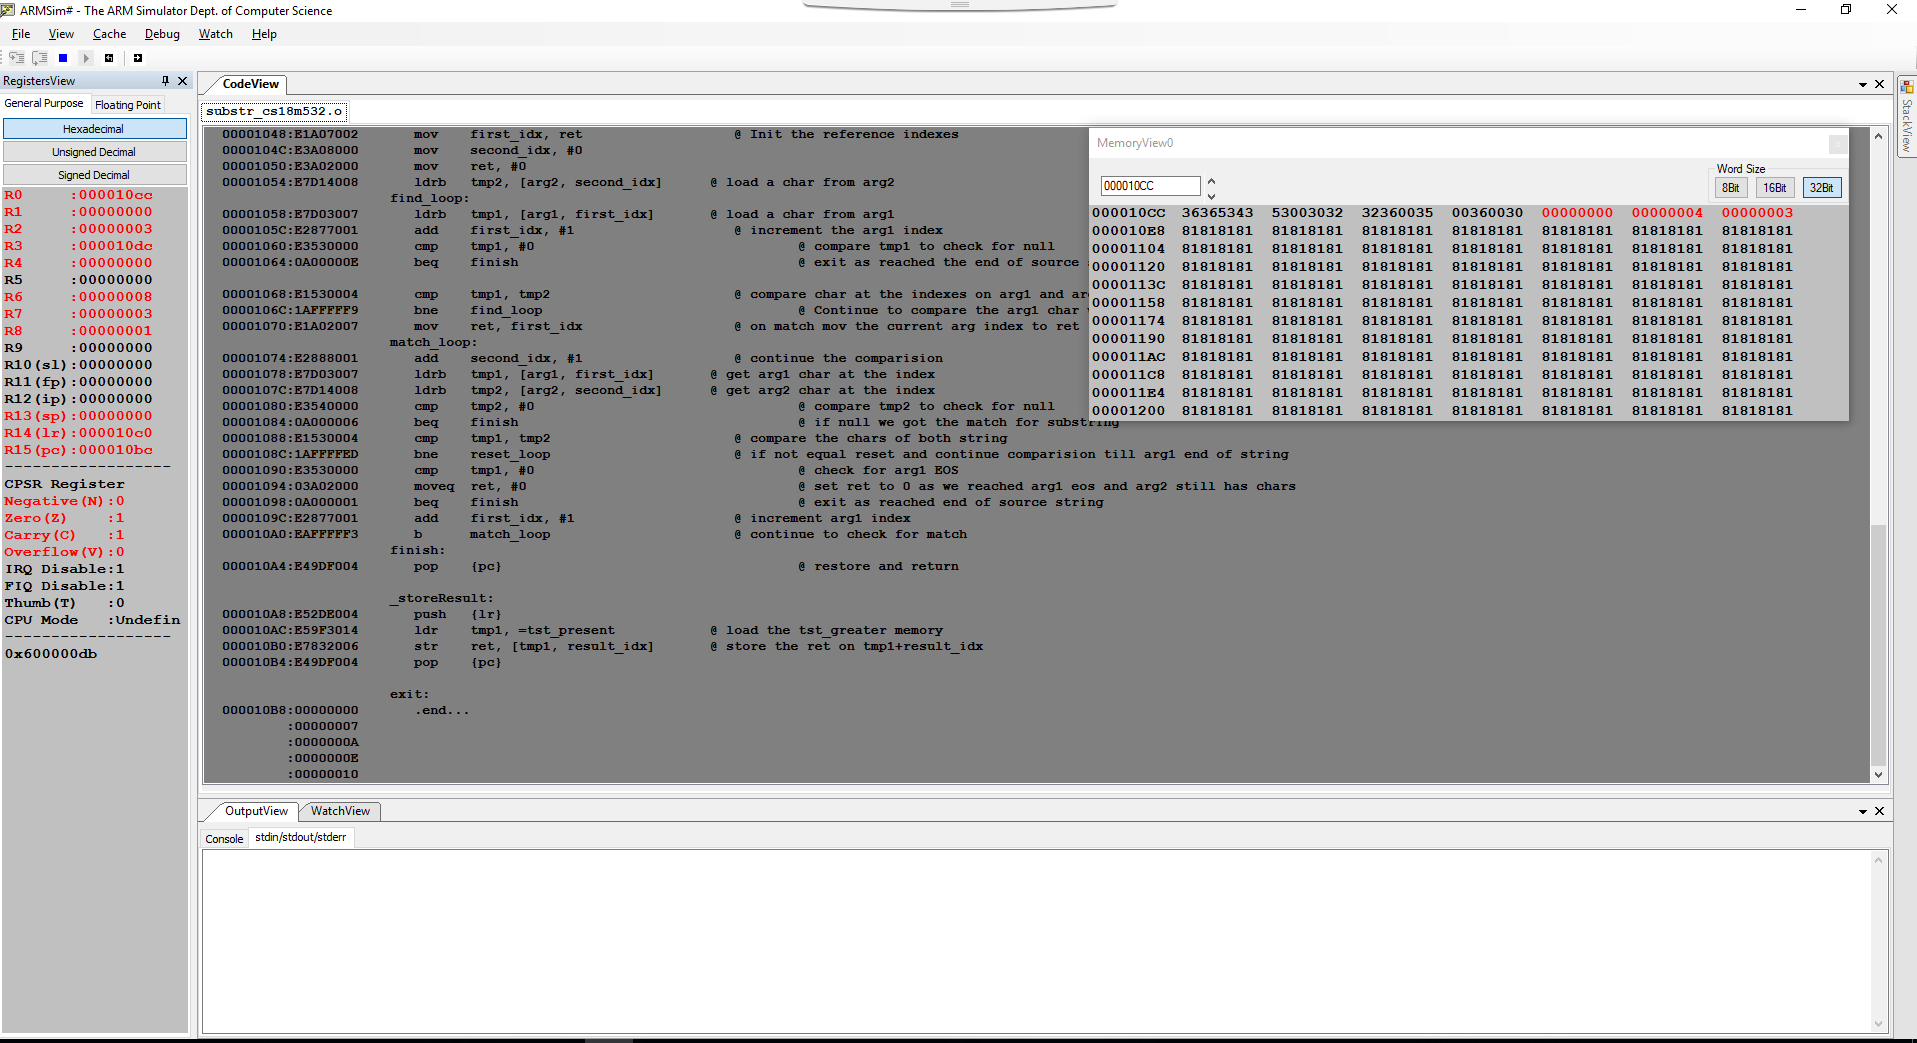 ARMSim# - The ARM Simulator Dept. of Computer Science
File View Cache Debug Watch Help
RegistersView
General Purpose Floating Point
Hexadecimal
Unsigned Decimal
Signed Decimal
R0 :000010cc
R1 :00000000
R2 :00000003
R3 :000010dc
R4 :00000000
R5 :00000000
R6 :00000008
R7 :00000003
R8 :00000001
R9 :00000000
R10(sl):00000000
R11(fp):00000000
R12(ip):00000000
R13(sp):00000000
R14(lr):000010c0
R15(pc):000010bc
------------------
CPSR Register
Negative(N):0
Zero(Z) :1
Carry(C) :1
Overflow(V):0
IRQ Disable:1
FIQ Disable:1
Thumb(T) :0
CPU Mode :Undefin
------------------
0x600000db
CodeView
substr_cs18m532.o
00001048:E1A07002 mov first_idx, ret @ Init the reference indexes
0000104C:E3A08000 mov second_idx, #0
00001050:E3A02000 mov ret, #0
00001054:E7D14008 ldrb tmp2, [arg2, second_idx] @ load a char from arg2
find_loop:
00001058:E7D03007 ldrb tmp1, [arg1, first_idx] @ load a char from arg1
0000105C:E2877001 add first_idx, #1 @ increment the arg1 index
00001060:E3530000 cmp tmp1, #0 @ compare tmp1 to check for null
00001064:0A00000E beq finish @ exit as reached the end of source
00001068:E1530004 cmp tmp1, tmp2 @ compare char at the indexes on arg1 and ar
0000106C:1AFFFFF9 bne find_loop @ Continue to compare the arg1 char
00001070:E1A02007 mov ret, first_idx @ on match mov the current arg index to ret
match_loop:
00001074:E2888001 add second_idx, #1 @ continue the comparision
00001078:E7D03007 ldrb tmp1, [arg1, first_idx] @ get arg1 char at the index
0000107C:E7D14008 ldrb tmp2, [arg2, second_idx] @ get arg2 char at the index
00001080:E3540000 cmp tmp2, #0 @ compare tmp2 to check for null
00001084:0A000006 beq finish @ if null we got the match for substring
00001088:E1530004 cmp tmp1, tmp2 @ compare the chars of both string
0000108C:1AFFFFED bne reset_loop @ if not equal reset and continue comparision till arg1 end of string
00001090:E3530000 cmp tmp1, #0 @ check for arg1 EOS
00001094:03A02000 moveq ret, #0 @ set ret to 0 as we reached arg1 eos and arg2 still has chars
00001098:0A000001 beq finish @ exit as reached end of source string
0000109C:E2877001 add first_idx, #1 @ increment arg1 index
000010A0:EAFFFFF3 b match_loop @ continue to check for match
finish:
000010A4:E49DF004 pop {pc} @ restore and return
_storeResult:
000010A8:E52DE004 push {lr}
000010AC:E59F3014 ldr tmp1, =tst_present @ load the tst_greater memory
000010B0:E7832006 str ret, [tmp1, result_idx] @ store the ret on tmp1+result_idx
000010B4:E49DF004 pop {pc}
exit:
000010B8:00000000 .end...
:00000007
:0000000A
:0000000E
:00000010
MemoryView0
Word Size
000010CC 8Bit 16Bit 32Bit
000010CC 36365343 53003032 32360035 00360030 00000000 00000004 00000003
000010E8 81818181 81818181 81818181 81818181 81818181 81818181 81818181
00001104 81818181 81818181 81818181 81818181 81818181 81818181 81818181
00001120 81818181 81818181 81818181 81818181 81818181 81818181 81818181
0000113C 81818181 81818181 81818181 81818181 81818181 81818181 81818181
00001158 81818181 81818181 81818181 81818181 81818181 81818181 81818181
00001174 81818181 81818181 81818181 81818181 81818181 81818181 81818181
00001190 81818181 81818181 81818181 81818181 81818181 81818181 81818181
000011AC 81818181 81818181 81818181 81818181 81818181 81818181 81818181
000011C8 81818181 81818181 81818181 81818181 81818181 81818181 81818181
000011E4 81818181 81818181 81818181 81818181 81818181 81818181 81818181
00001200 81818181 81818181 81818181 81818181 81818181 81818181 81818181
StackView
OutputView WatchView
Console stdin/stdout/stderr